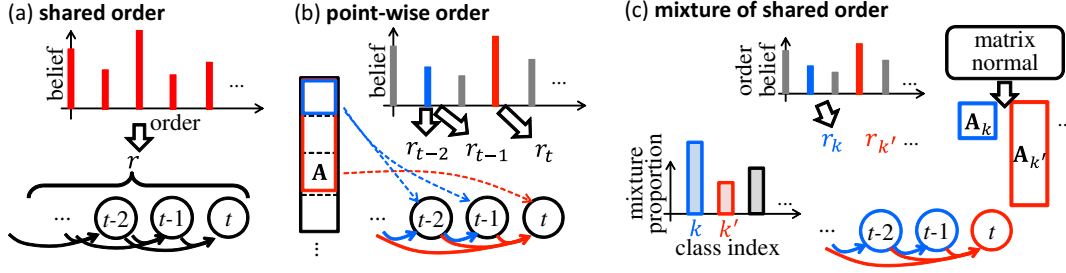 (a) shared order
belief
...
order
r
... t-2 t-1 t
(b) point-wise order
belief
...
r_{t-2} r_{t-1} r_t
A
... t-2 t-1 t
⋮
(c) mixture of shared order
order
belief
...
r_k r_{k'} ...
matrix
normal
A_k A_{k'} ...
mixture
proportion
k k' ...
class index
... t-2 t-1 t